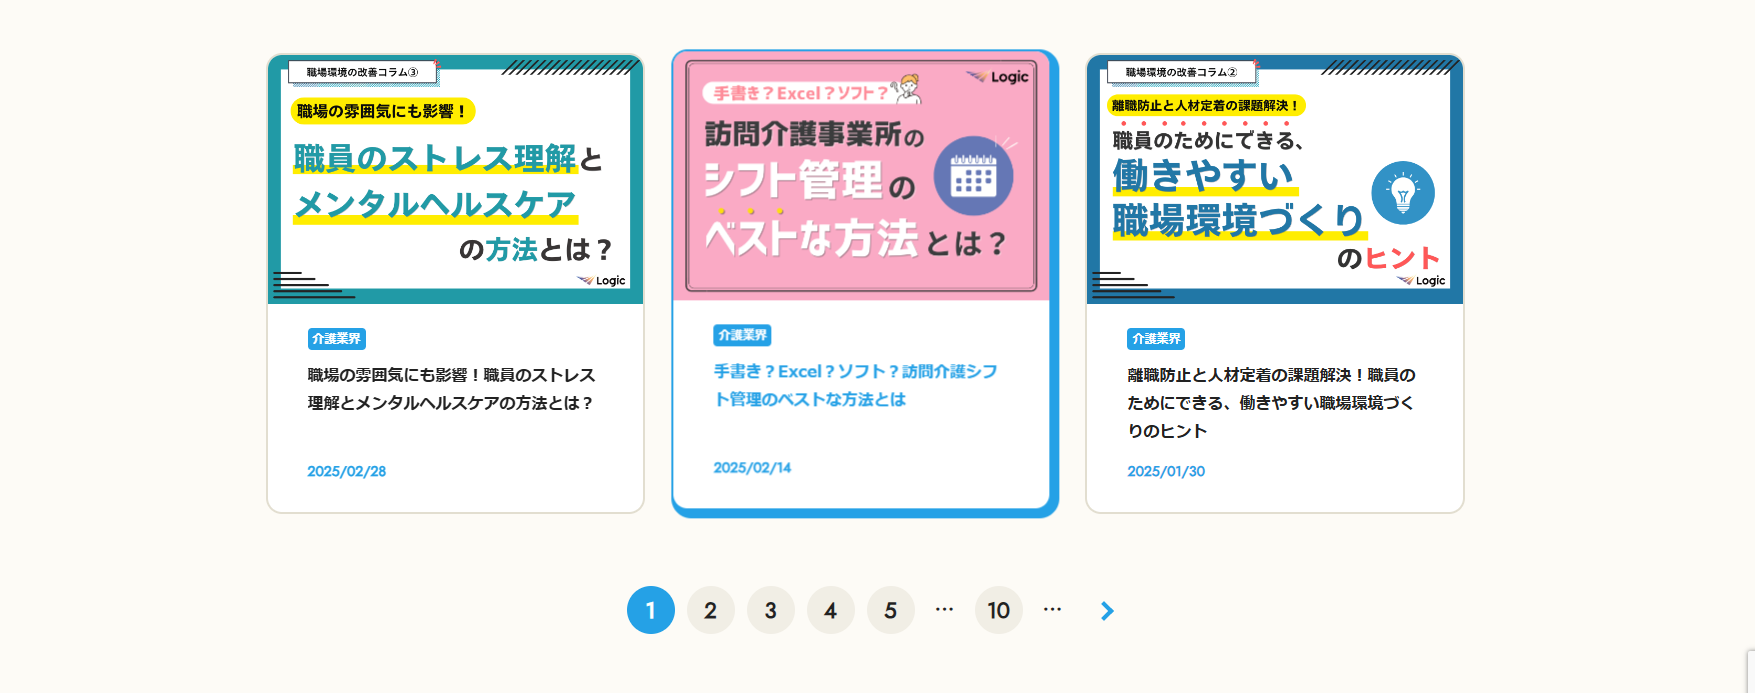 職場環境の改善コラム③
職場の雰囲気にも影響！
職員のストレス理解と
メンタルヘルスケア
の方法とは？
Logic
介護業界
職場の雰囲気にも影響！職員のストレス
理解とメンタルヘルスケアの方法とは？
2025/02/28
Logic
手書き？Excel？ソフト？
訪問介護事業所の
シフト管理の
ベストな方法とは？
介護業界
手書き？Excel？ソフト？訪問介護シフ
ト管理のベストな方法とは
2025/02/14
職場環境の改善コラム②
離職防止と人材定着の課題解決！
職員のためにできる、
働きやすい
職場環境づくり
のヒント
Logic
介護業界
離職防止と人材定着の課題解決！職員の
ためにできる、働きやすい職場環境づく
りのヒント
2025/01/30
1 2 3 4 5 … 10 …